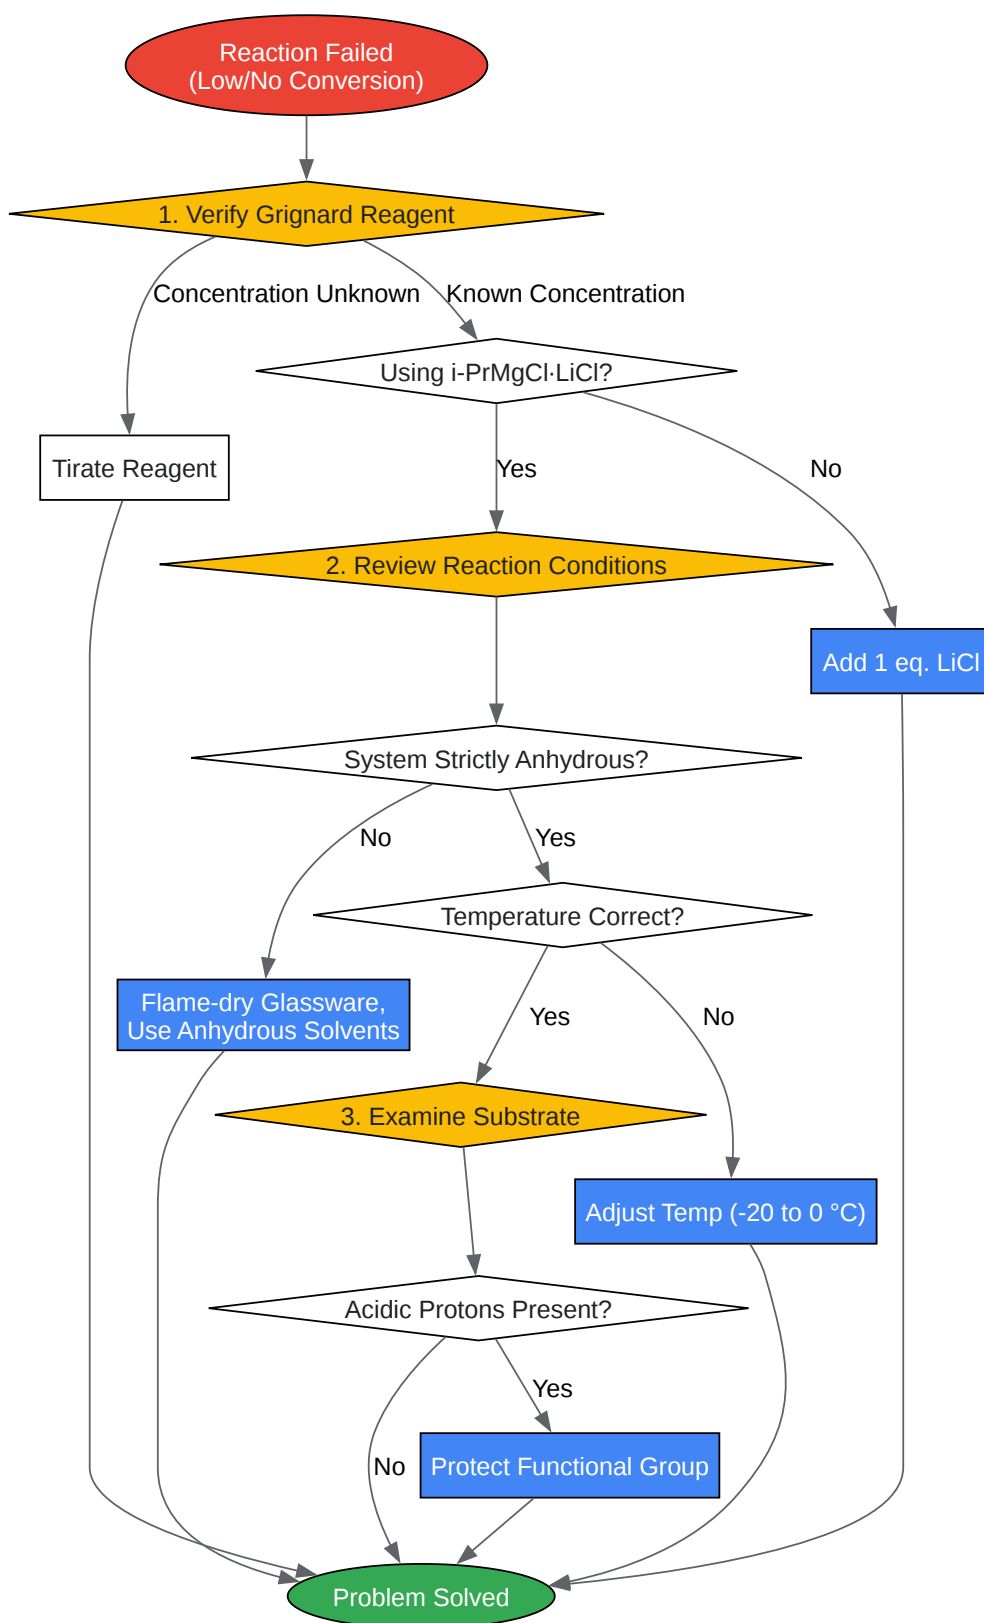 Reaction Failed
(Low/No Conversion)
1. Verify Grignard Reagent
Concentration Unknown
Known Concentration
Using i-PrMgCl·LiCl?
Tirate Reagent
Yes
No
2. Review Reaction Conditions
Add 1 eq. LiCl
System Strictly Anhydrous?
No
Yes
Temperature Correct?
Flame-dry Glassware,
Use Anhydrous Solvents
Yes
No
3. Examine Substrate
Adjust Temp (-20 to 0 °C)
Acidic Protons Present?
Yes
No
Protect Functional Group
Problem Solved